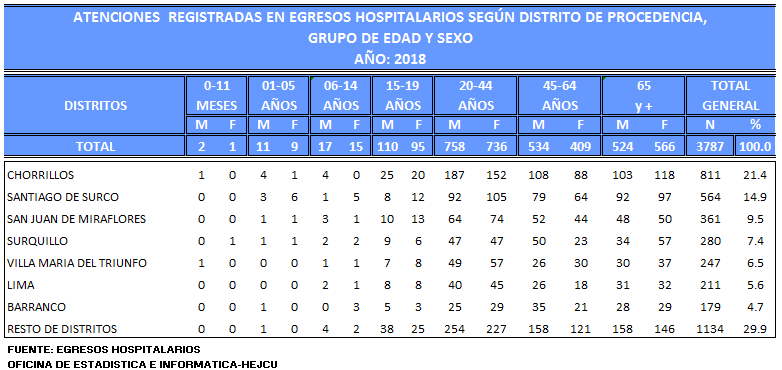 ATENCIONES REGISTRADAS EN EGRESOS HOSPITALARIOS SEGÚN DISTRITO DE PROCEDENCIA,
GRUPO DE EDAD Y SEXO
AÑO: 2018
DISTRITOS 0-11 MESES 01-05 AÑOS 06-14 AÑOS 15-19 AÑOS 20-44 AÑOS 45-64 AÑOS 65 y + TOTAL GENERAL
M F M F M F M F M F M F M F N %
TOTAL 2 1 11 9 17 15 110 95 758 736 534 409 524 566 3787 100.0
CHORRILLOS 1 0 4 1 4 0 25 20 187 152 108 88 103 118 811 21.4
SANTIAGO DE SURCO 0 0 3 6 1 5 8 12 92 105 79 64 92 97 564 14.9
SAN JUAN DE MIRAFLORES 0 0 1 1 3 1 10 13 64 74 52 44 48 50 361 9.5
SURQUILLO 0 1 1 1 2 2 9 6 47 47 50 23 34 57 280 7.4
VILLA MARIA DEL TRIUNFO 1 0 0 0 1 1 7 8 49 57 26 30 30 37 247 6.5
LIMA 0 0 0 0 2 1 8 8 40 45 26 18 31 32 211 5.6
BARRANCO 0 0 1 0 0 3 5 3 25 29 35 21 28 29 179 4.7
RESTO DE DISTRITOS 0 0 1 0 4 2 38 25 254 227 158 121 158 146 1134 29.9
FUENTE: EGRESOS HOSPITALARIOS
OFICINA DE ESTADISTICA E INFORMATICA-HEJCU